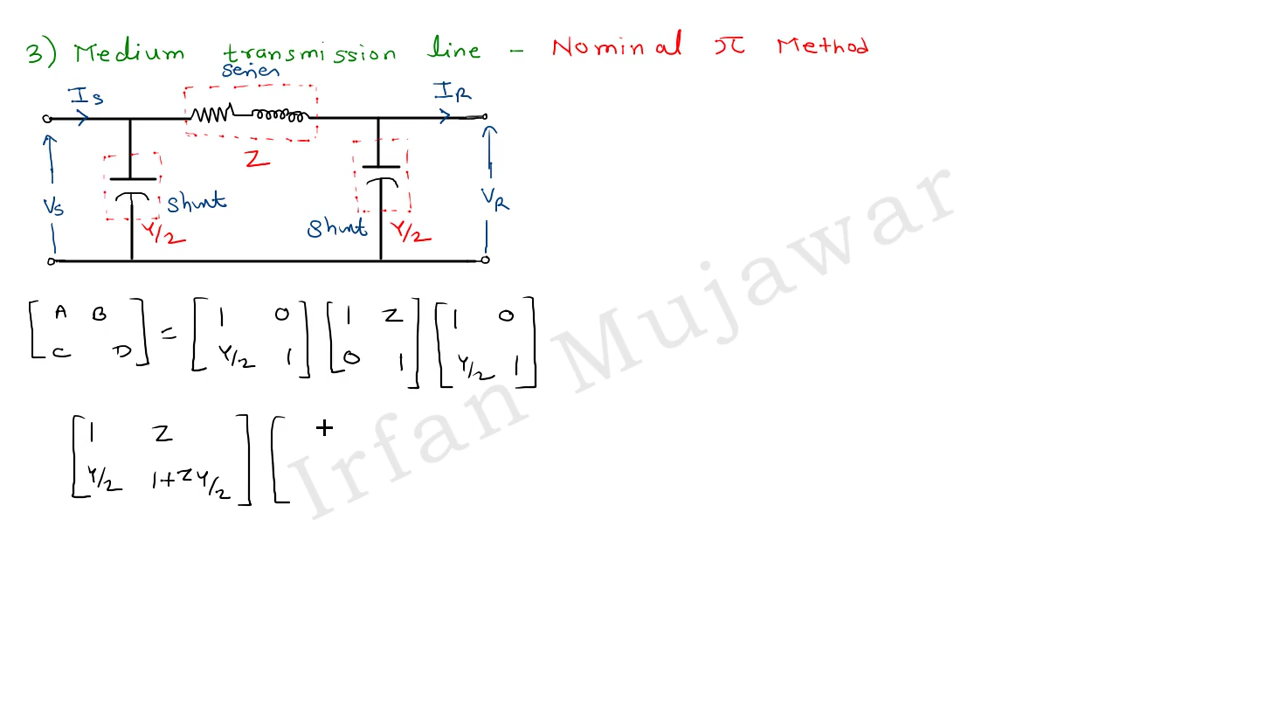 3) Medium transmission line - Nominal π Method
series
IS IR
Z
VS shunt VR
Y/2 shunt Y/2
[A B = [1 0 [1 Z [1 0
C D] Y/2 1] 0 1] Y/2 1]
[1 Z [
Y/2 1+ZY/2]
Irfan Mujawar